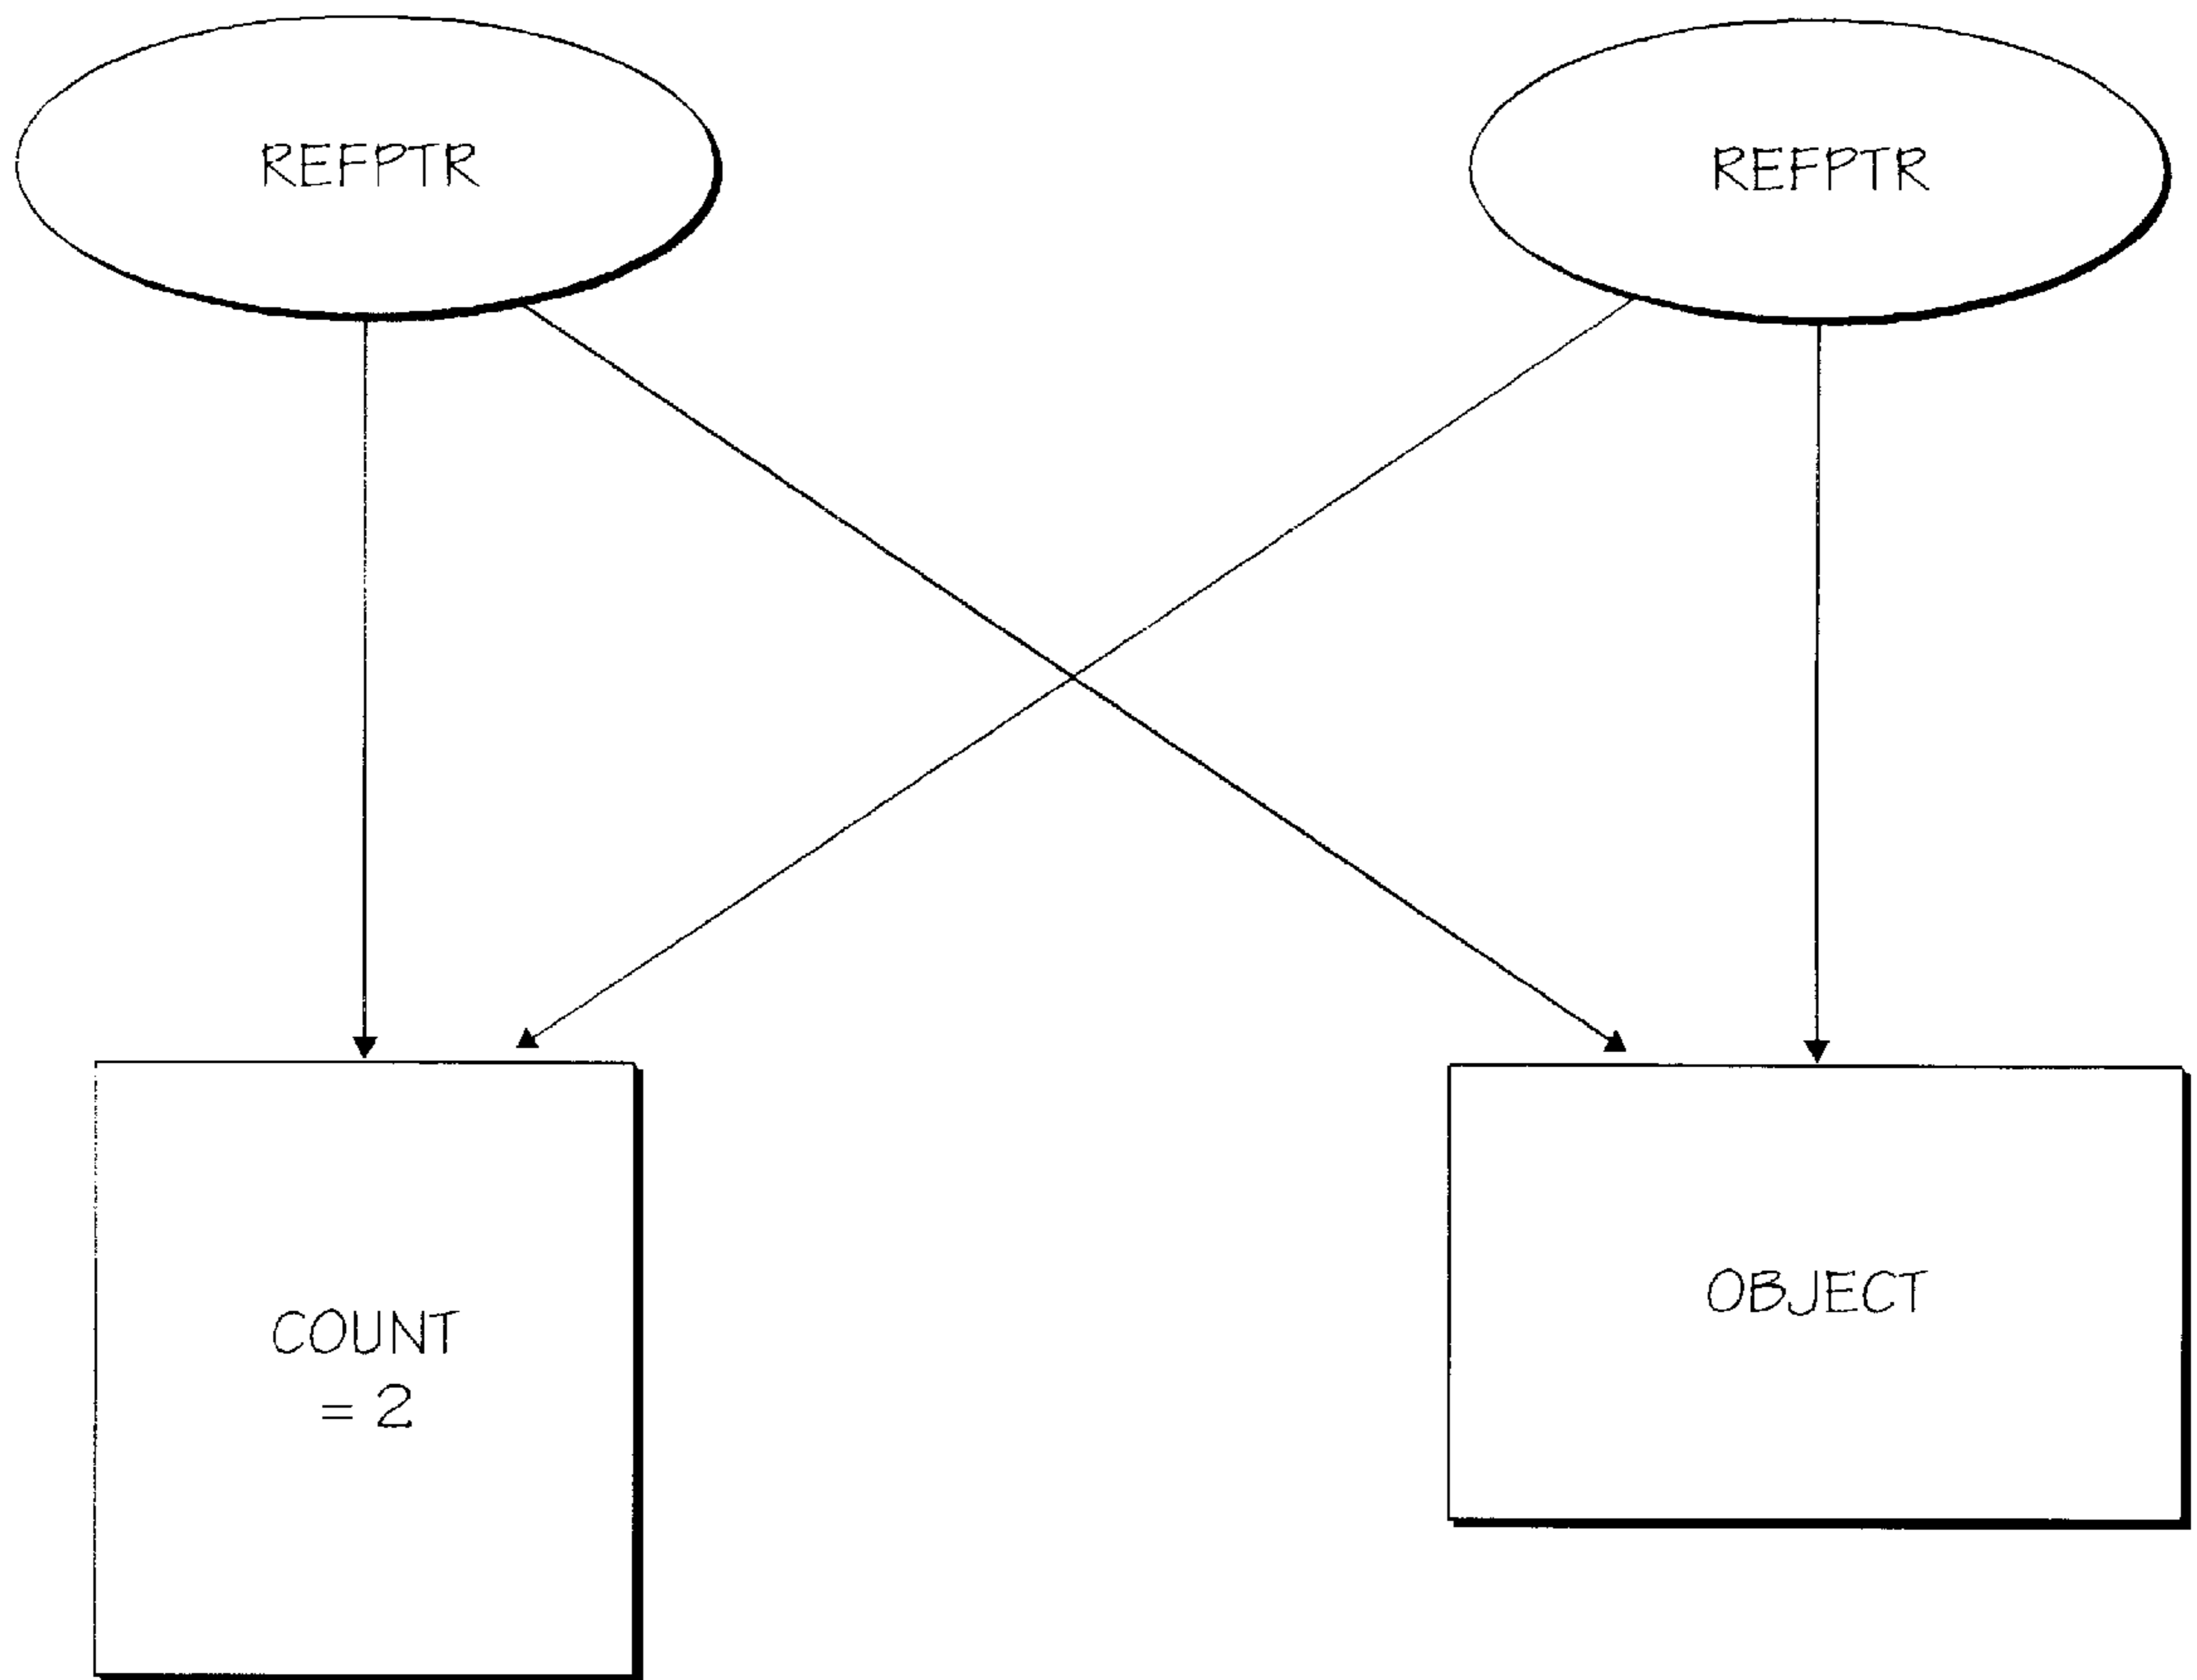 REFPTR
REFPTR
COUNT
= 2
OBJECT